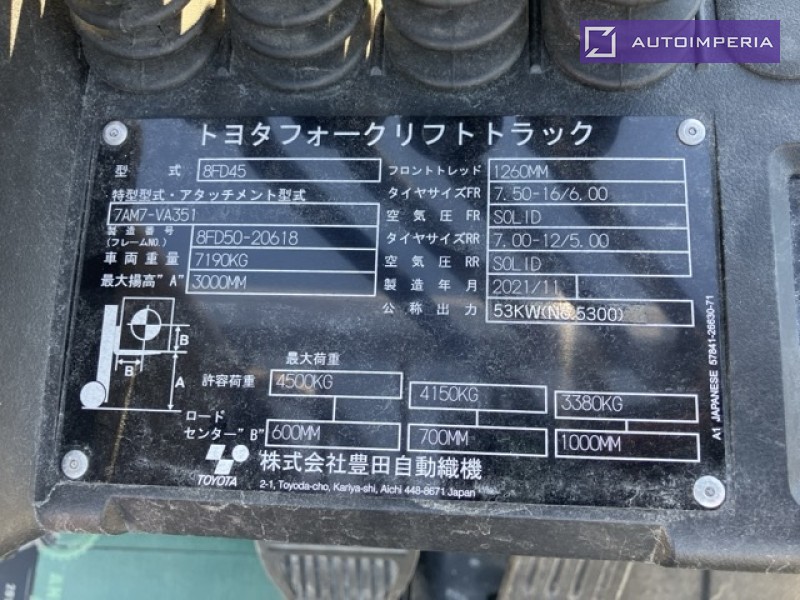 AUTOIMPERIA
トヨタフォークリフトトラック
型式 8FD45
フロントトレッド 1260MM
特型型式・アタッチメント型式
7AM7-VA351
タイヤサイズFR 7.50-16/6.00
空気圧 FR SOLID
製造番号
(フレームNO.) 8FD50-20618
タイヤサイズRR 7.00-12/5.00
車両重量 7190KG
空気圧 RR SOLID
最大揚高"A" 3000MM
製造年月 2021/11
公称出力 53KW(NO.5300)
B
B
A
最大荷重
許容荷重 4500KG 4150KG 3380KG
ロード
センター"B" 600MM 700MM 1000MM
TOYOTA
株式会社豊田自動織機
2-1, Toyoda-cho, Kariya-shi, Aichi 448-8671 Japan
A1 JAPANESE 57841-26630-71